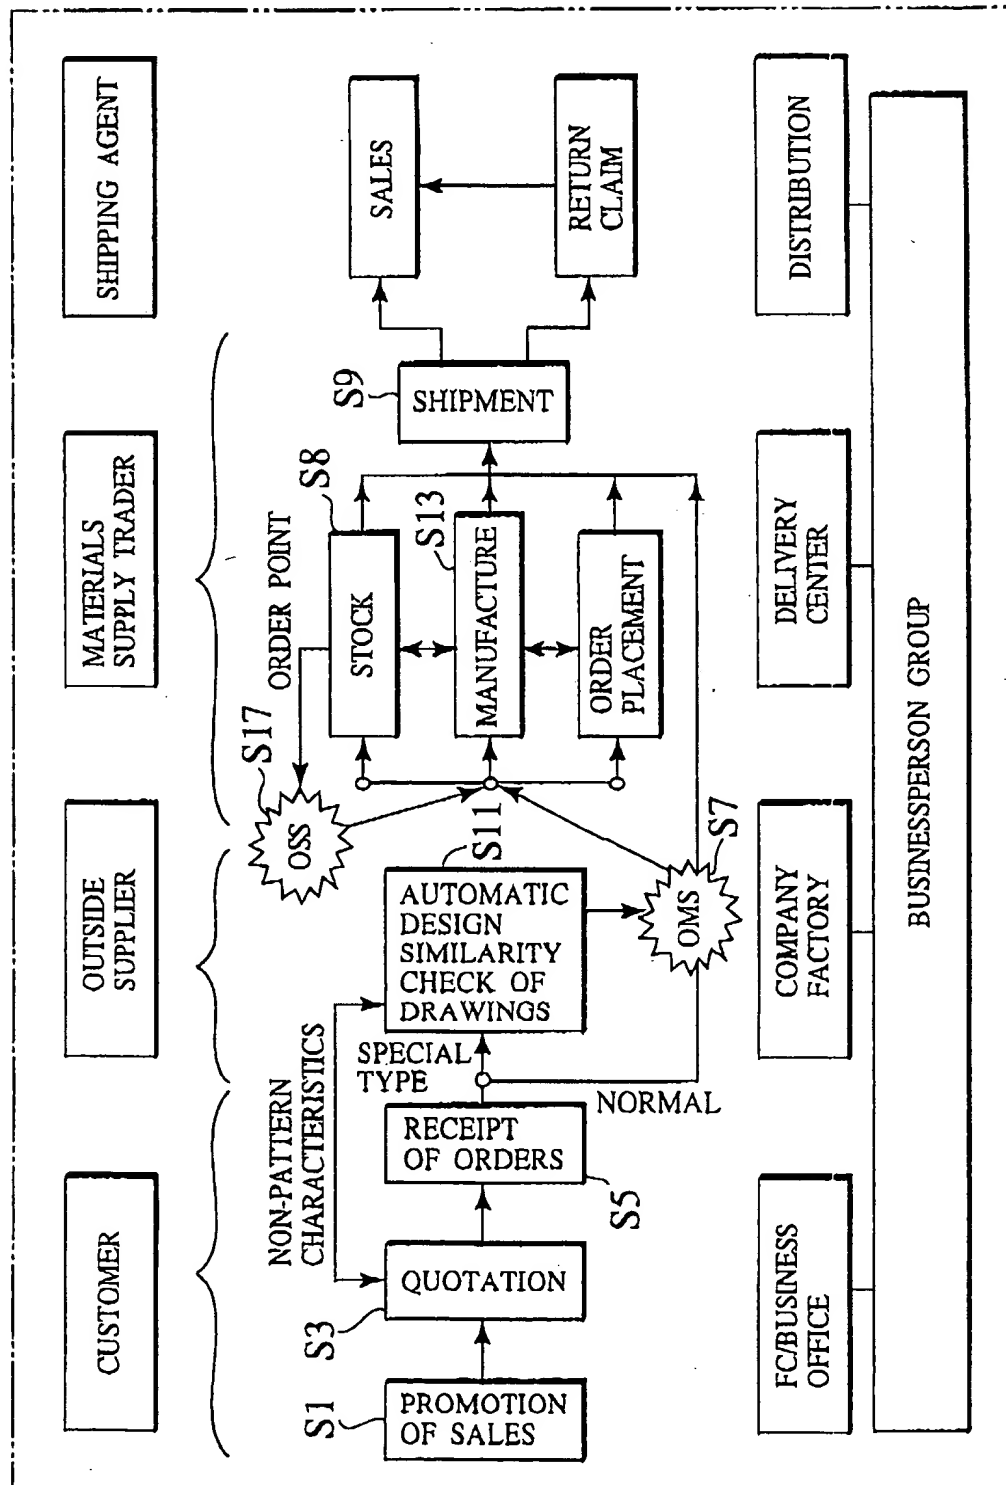 CUSTOMER
OUTSIDE
SUPPLIER
MATERIALS
SUPPLY TRADER
SHIPPING AGENT
S1
PROMOTION
OF SALES
S3
QUOTATION
NON-PATTERN
CHARACTERISTICS
RECEIPT
OF ORDERS
S5
SPECIAL
TYPE
NORMAL
AUTOMATIC
DESIGN
SIMILARITY
CHECK OF
DRAWINGS
S11
OSS
S17
ORDER POINT
OMS
S7
STOCK
S8
MANUFACTURE
S13
ORDER
PLACEMENT
SHIPMENT
S9
SALES
RETURN
CLAIM
FC/BUSINESS
OFFICE
COMPANY
FACTORY
DELIVERY
CENTER
DISTRIBUTION
BUSINESSPERSON GROUP